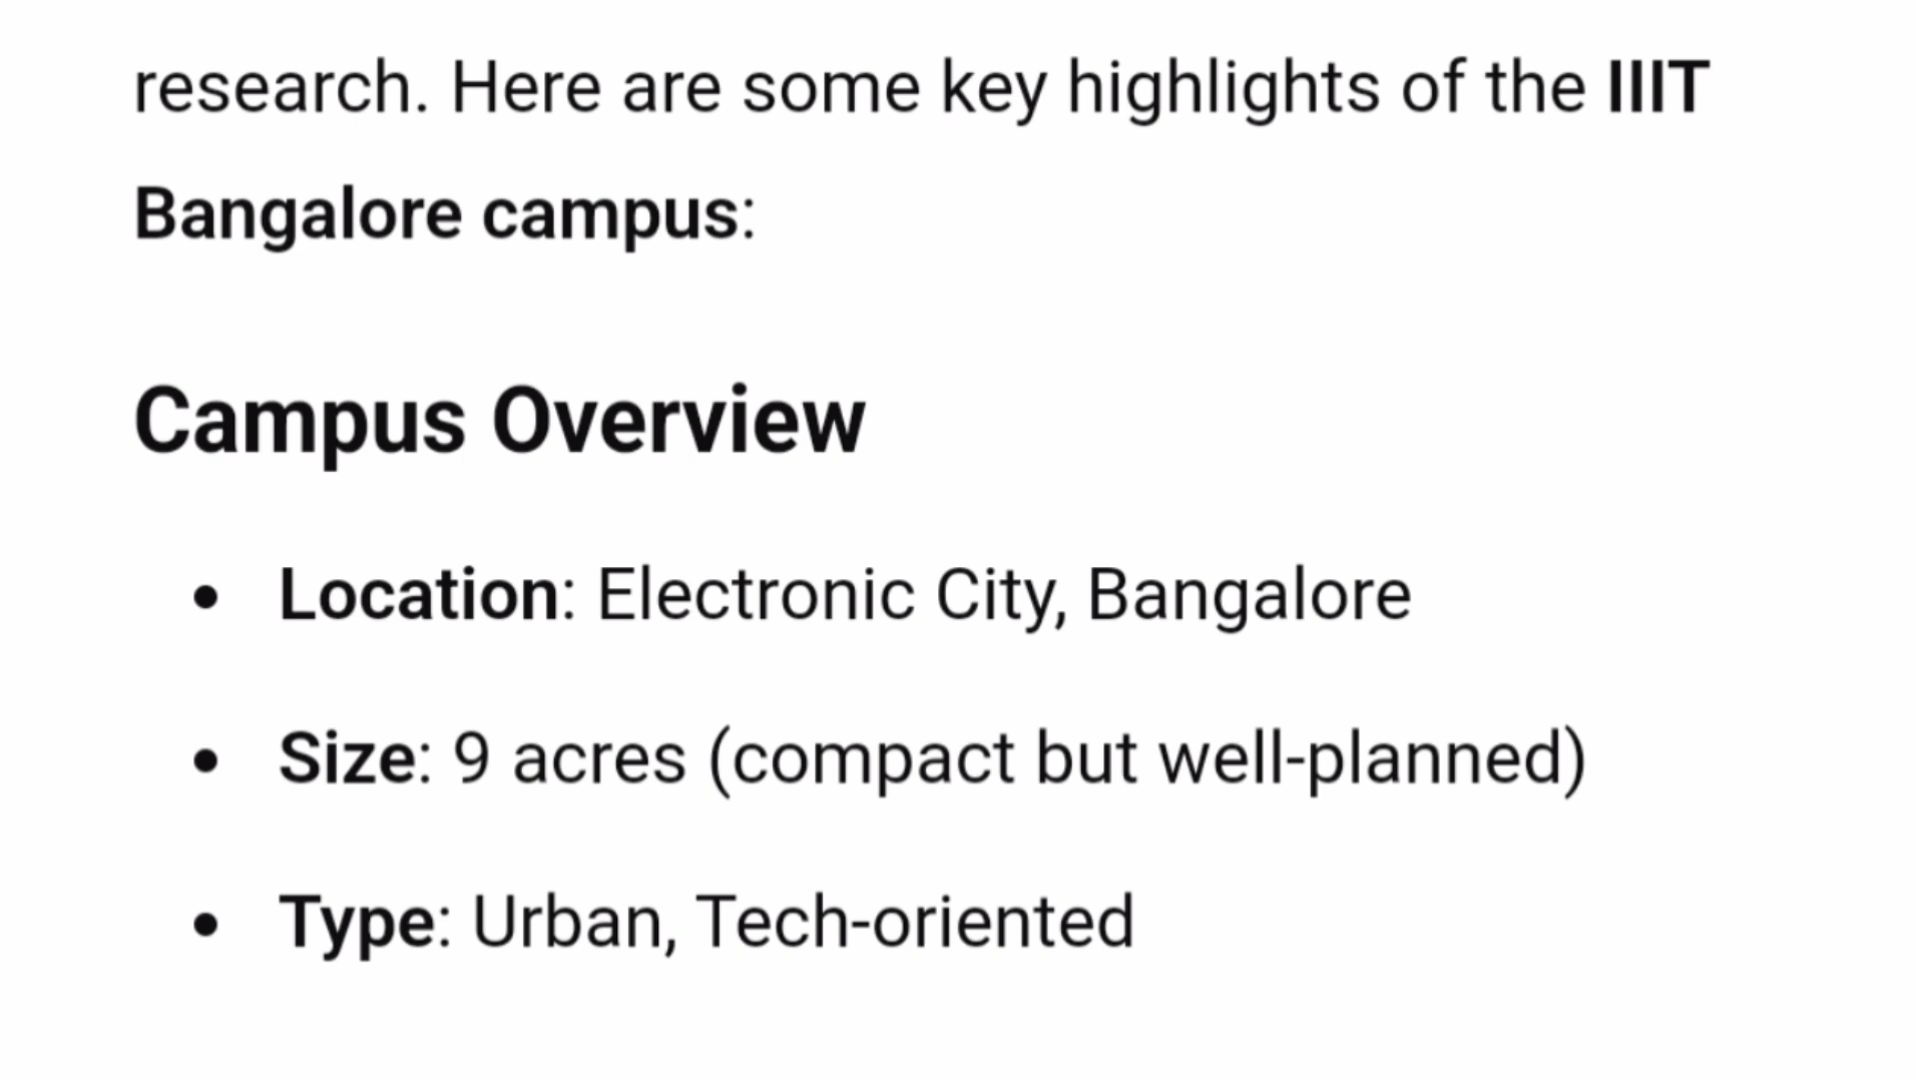 research. Here are some key highlights of the IIIT
Bangalore campus:
Campus Overview
• Location: Electronic City, Bangalore
• Size: 9 acres (compact but well-planned)
• Type: Urban, Tech-oriented